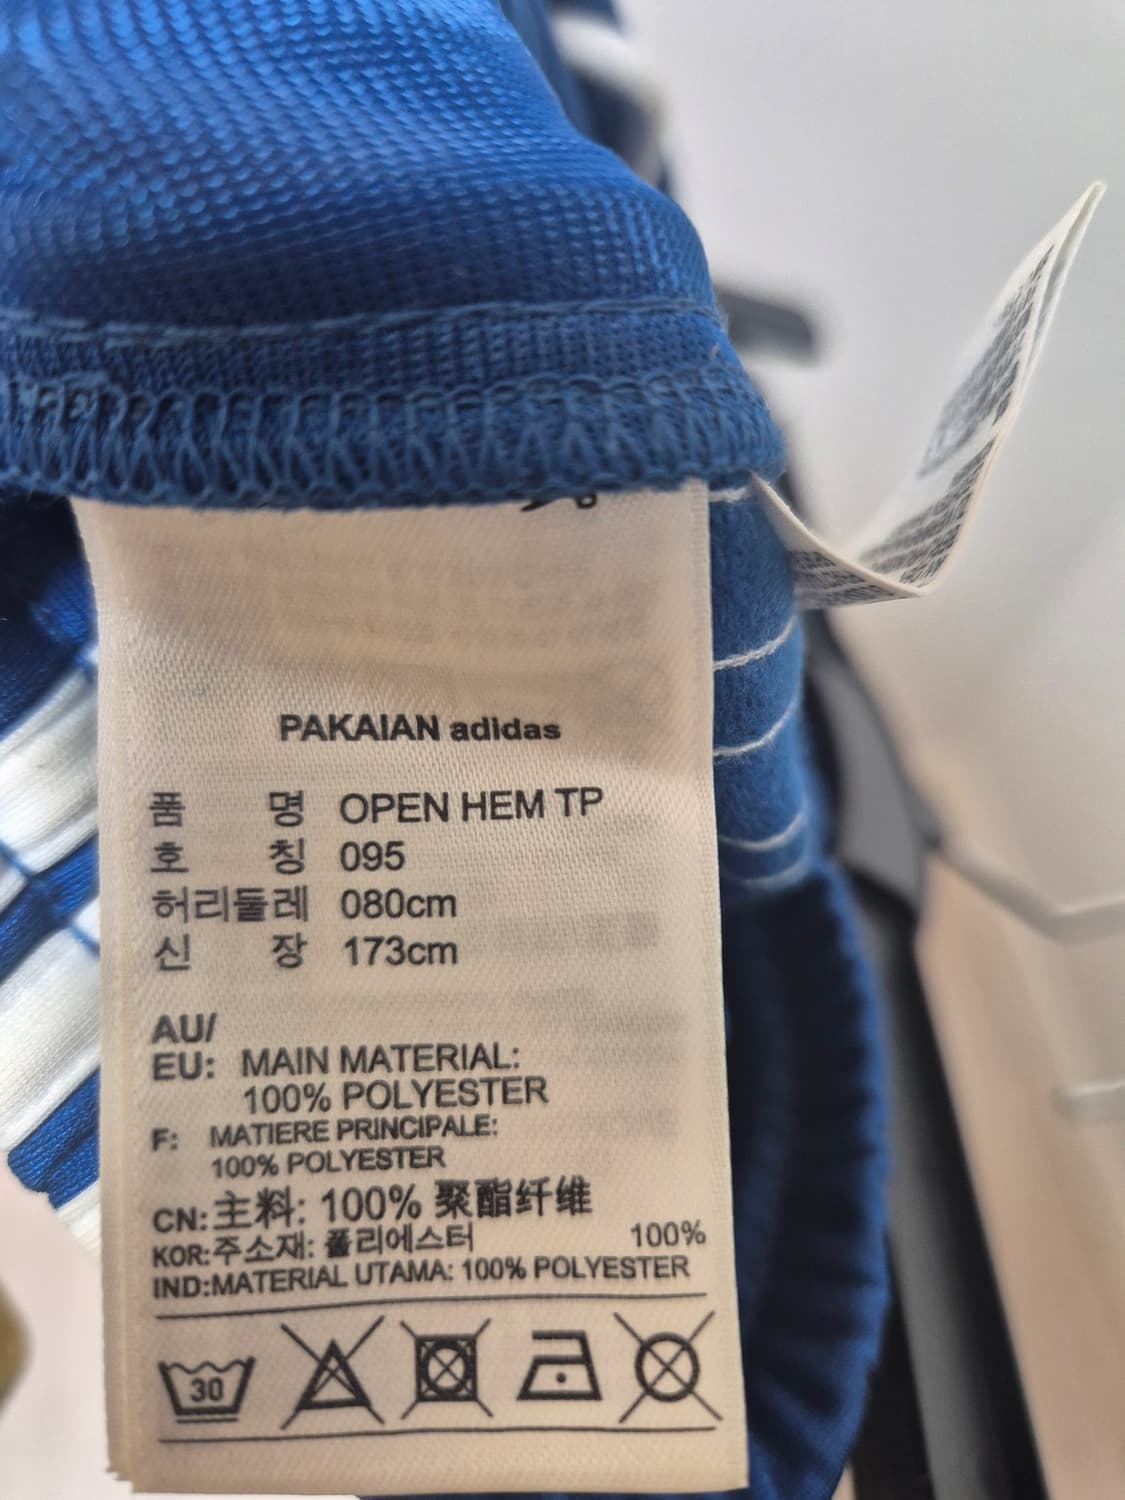 PAKAIAN adidas
품 명 OPEN HEM TP
호 칭 095
허리둘레 080cm
신 장 173cm
AU/
EU: MAIN MATERIAL:
100% POLYESTER
F: MATIERE PRINCIPALE:
100% POLYESTER
CN: 主料: 100% 聚酯纤维
KOR:주소재: 폴리에스터 100%
IND:MATERIAL UTAMA: 100% POLYESTER
30